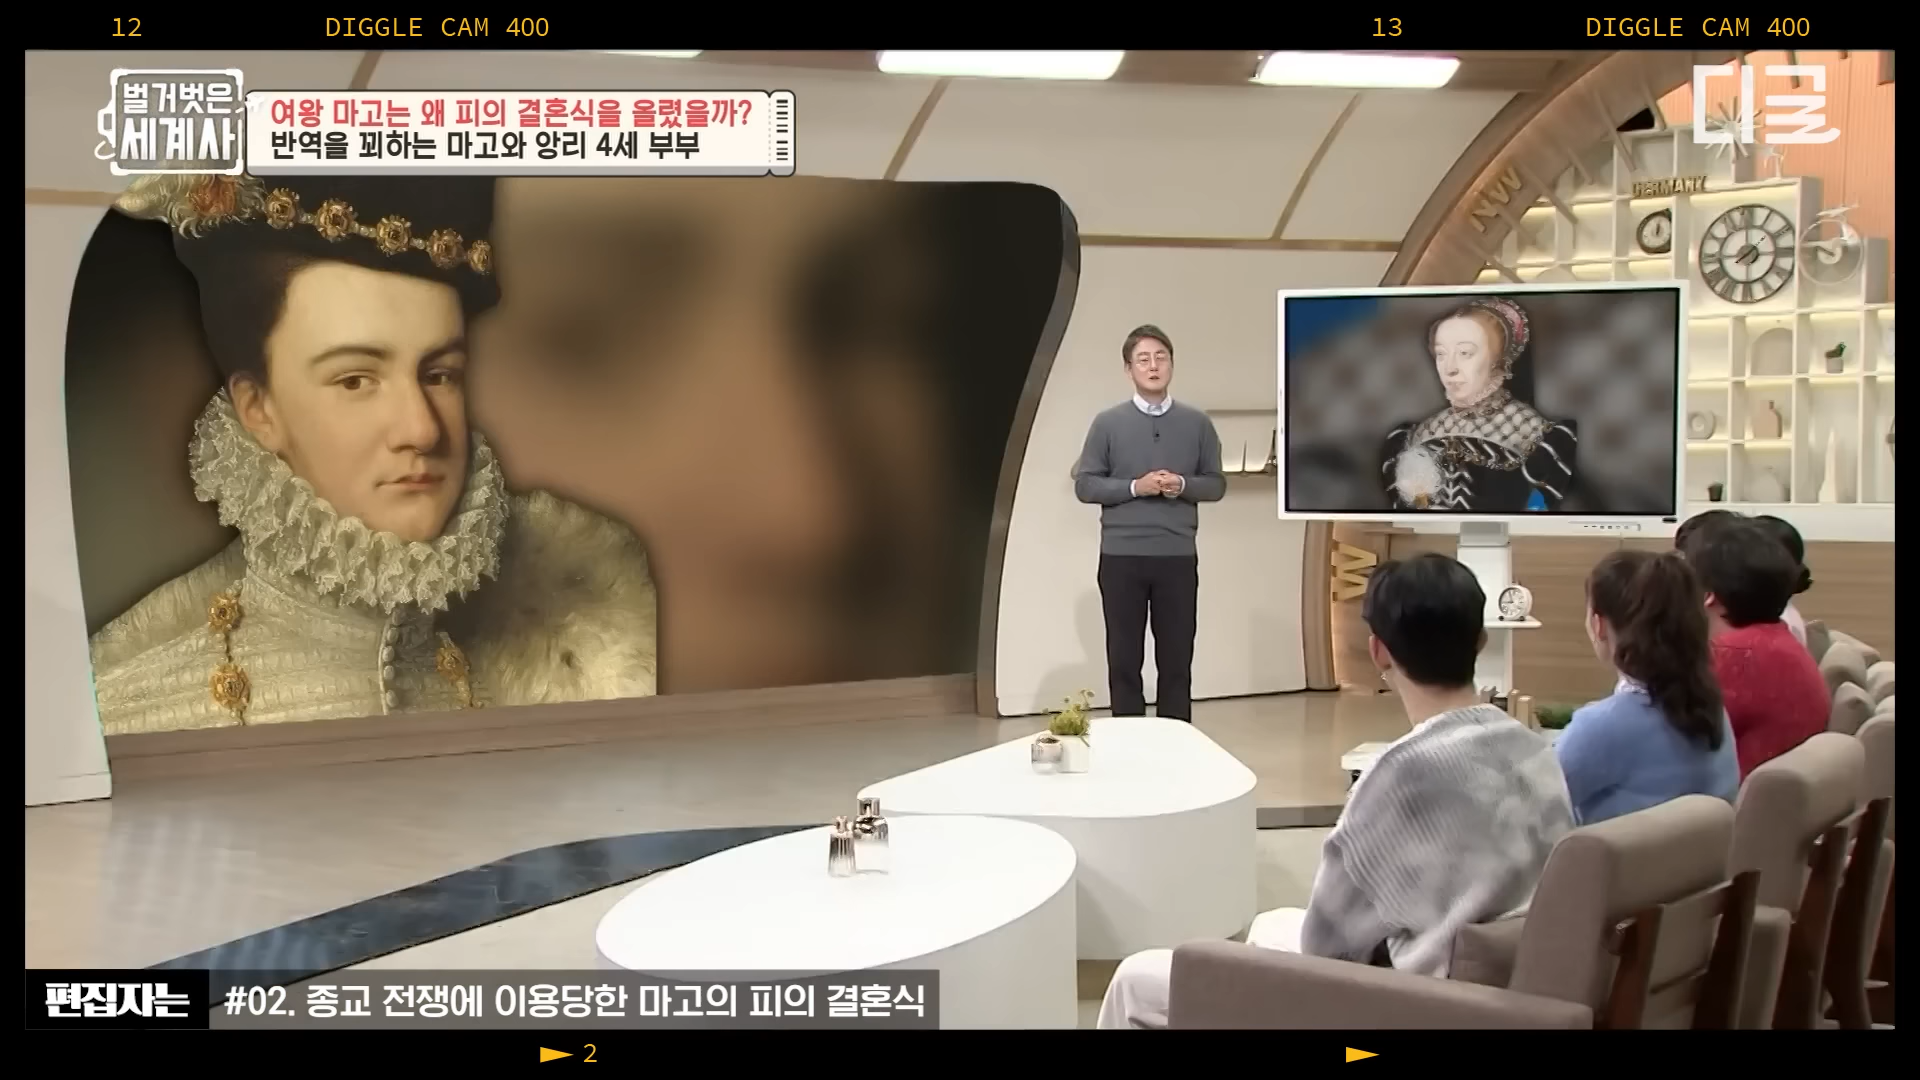 12 DIGGLE CAM 400 13 DIGGLE CAM 400
벌거벗은
세계사
여왕 마고는 왜 피의 결혼식을 올렸을까?
반역을 꾀하는 마고와 앙리 4세 부부
디글
GERMANY
편집자는 #02. 종교 전쟁에 이용당한 마고의 피의 결혼식
2